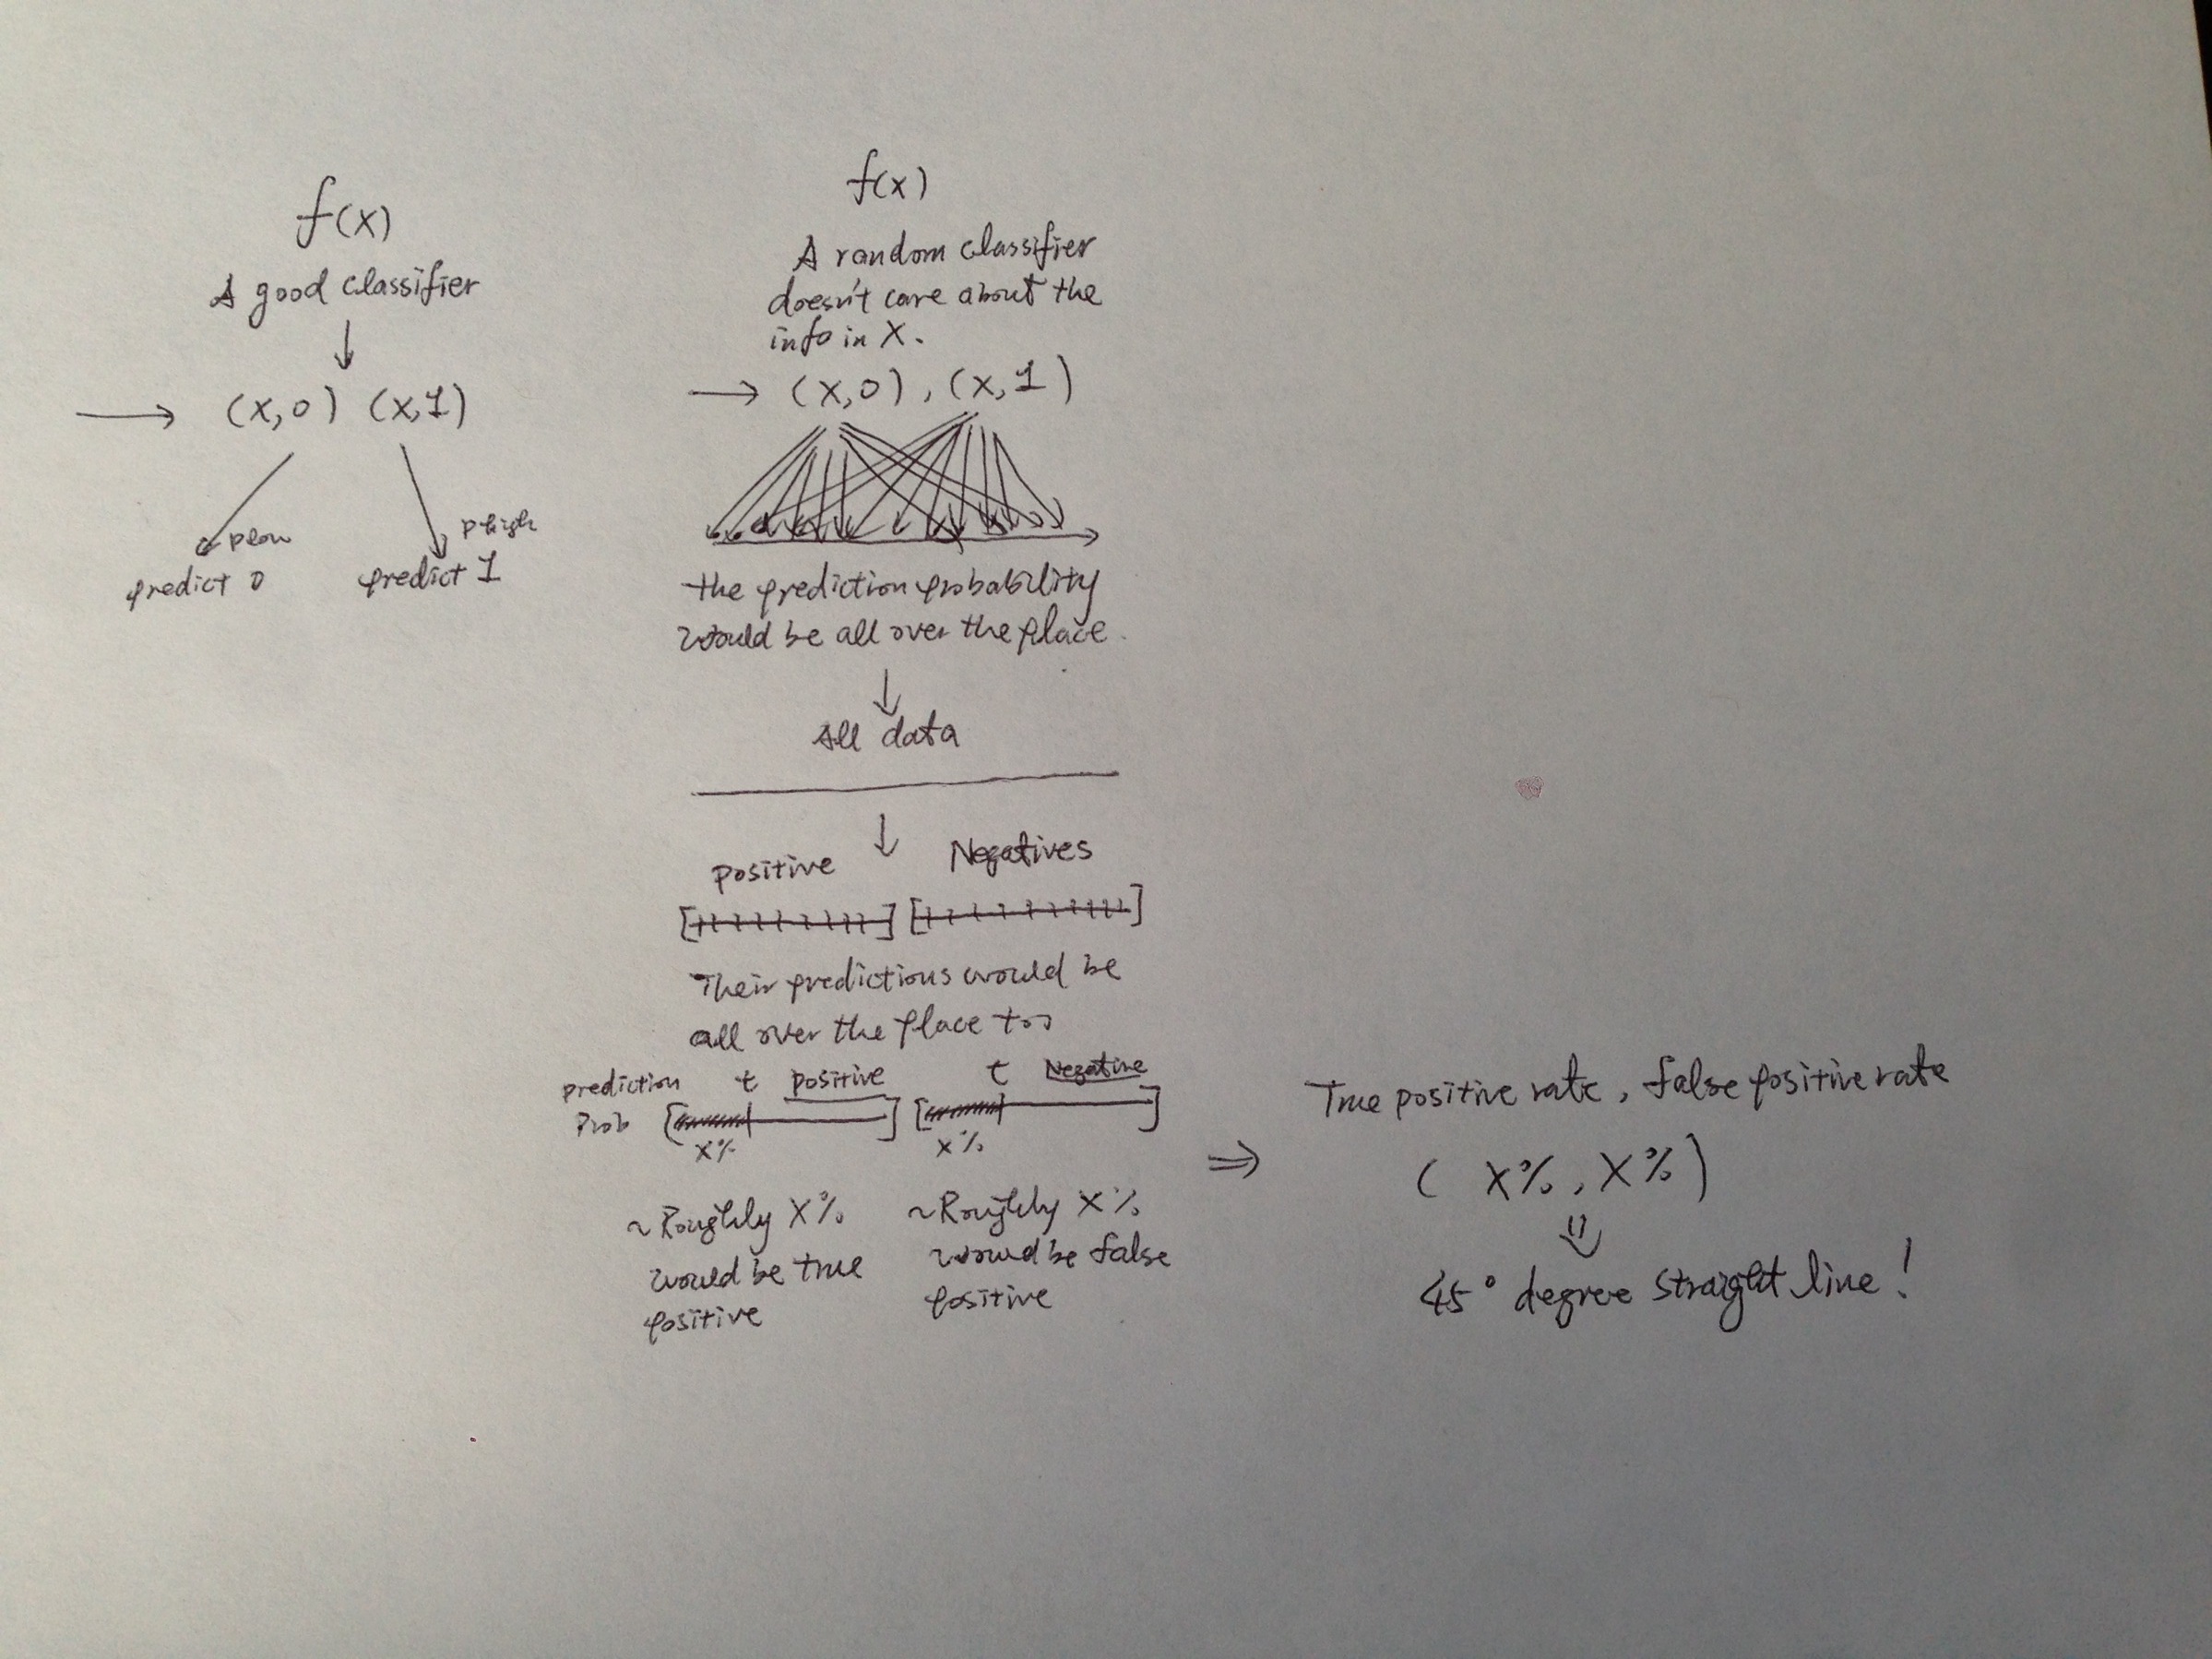 f(x)
A good classifier
(x,0) (x,1)
plow
phigh
predict 0
predict 1
f(x)
A random classifier
doesn't care about the
info in X.
(x,0), (x,1)
the prediction probability
would be all over the place.
All data
positive
Negatives
Their predictions would be
all over the place too
prediction
Prob
t
positive
t
Negative
X%
X%
~Roughly X%
would be true
positive
~Roughly X%
would be false
positive
True positive rate, false positive rate
( X%, X%)
45° degree straight line!